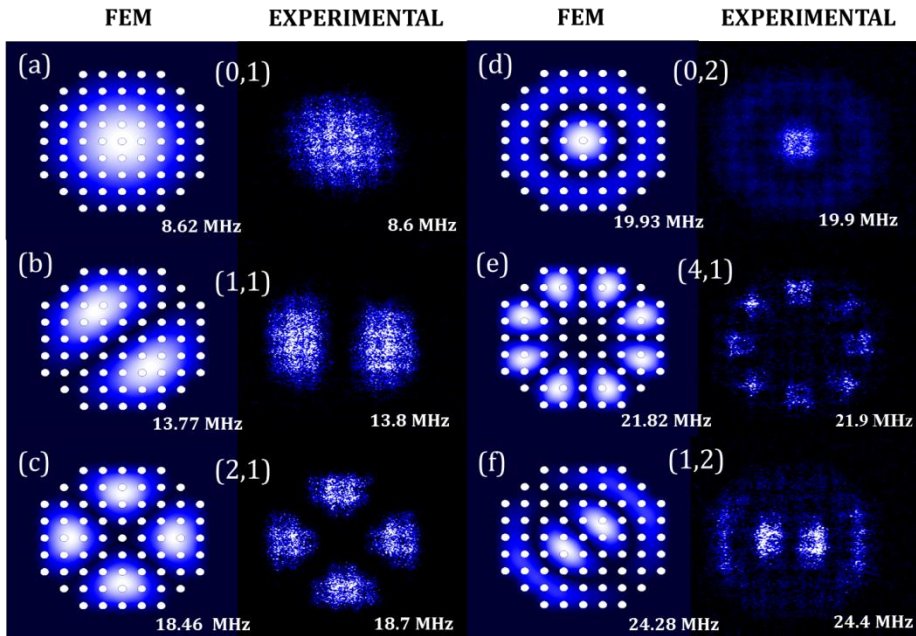 FEM EXPERIMENTAL FEM EXPERIMENTAL
(a) (0,1) (d) (0,2)
8.62 MHz 8.6 MHz 19.93 MHz 19.9 MHz
(b) (1,1) (e) (4,1)
13.77 MHz 13.8 MHz 21.82 MHz 21.9 MHz
(c) (2,1) (f) (1,2)
18.46 MHz 18.7 MHz 24.28 MHz 24.4 MHz